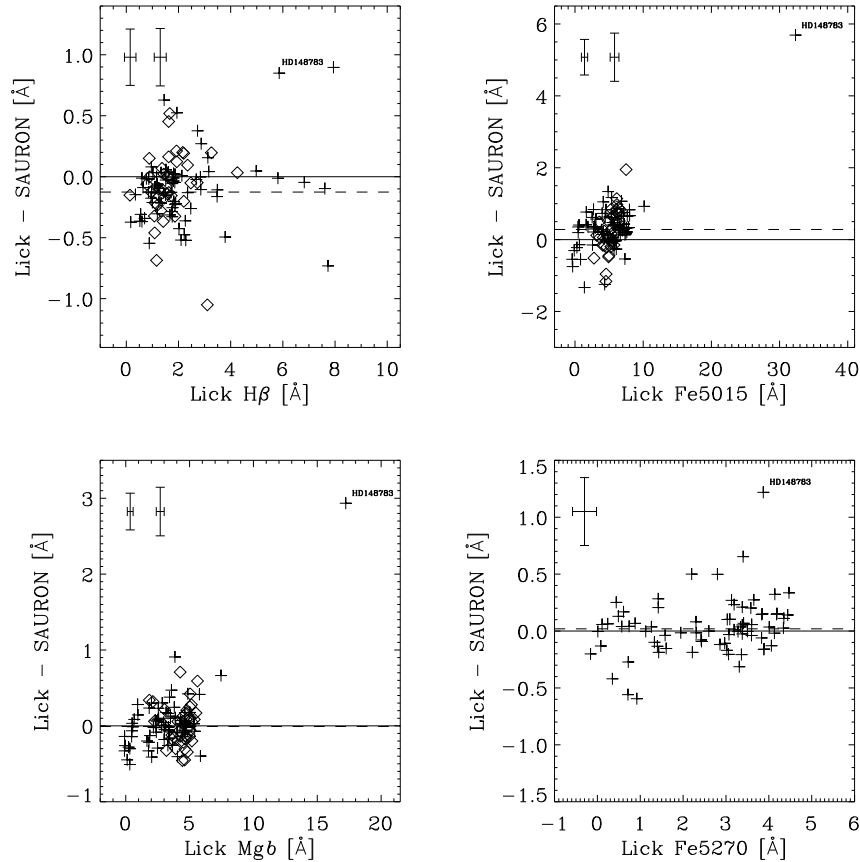 1.0
0.5
0.0
−0.5
−1.0
0 2 4 6 8 10
Lick Hβ [Å]
Lick − SAURON [Å]
HD148783
6
4
2
0
−2
0 10 20 30 40
Lick Fe5015 [Å]
Lick − SAURON [Å]
HD148783
3
2
1
0
−1
0 5 10 15 20
Lick Mgb [Å]
Lick − SAURON [Å]
HD148783
1.5
1.0
0.5
0.0
−0.5
−1.0
−1.5
−1 0 1 2 3 4 5 6
Lick Fe5270 [Å]
Lick − SAURON [Å]
HD148783